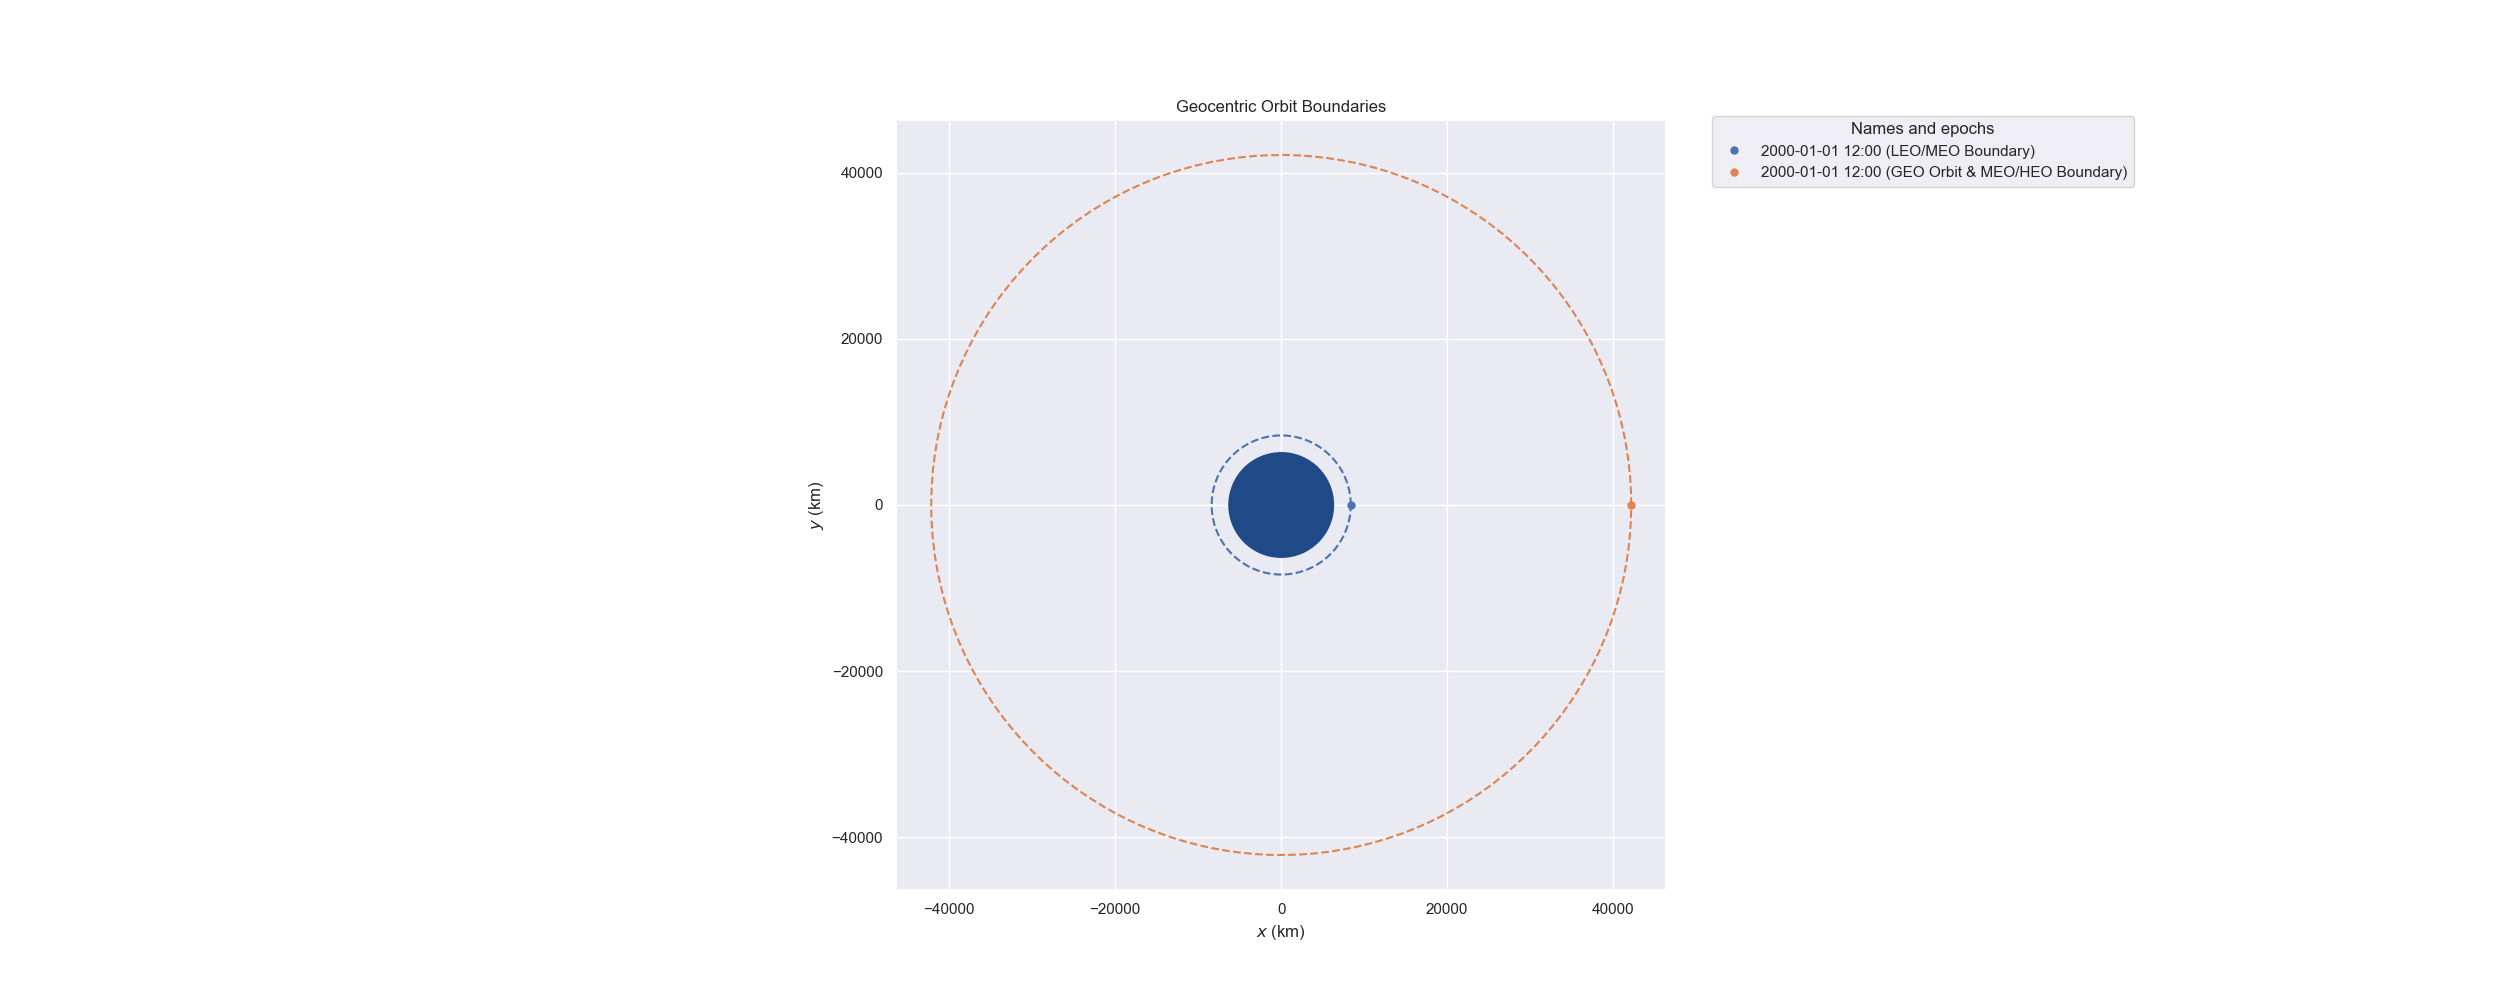 Geocentric Orbit Boundaries
Names and epochs
2000-01-01 12:00 (LEO/MEO Boundary)
2000-01-01 12:00 (GEO Orbit & MEO/HEO Boundary)
40000
20000
0
−20000
−40000
y (km)
−40000
−20000
0
20000
40000
x (km)